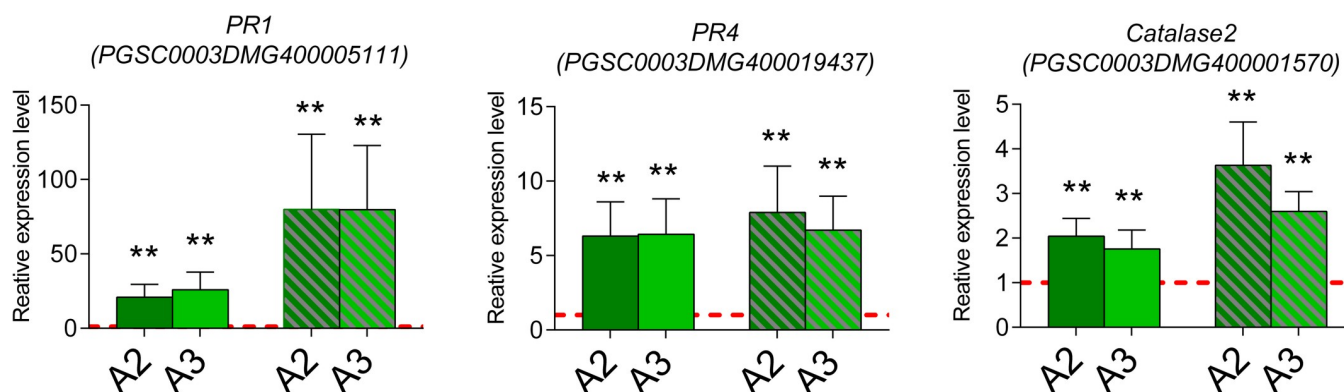 PR1
(PGSC0003DMG400005111)
Reative expression level
150
100
50
0
** ** ** **
A2 A3 A2 A3
PR4
(PGSC0003DMG400019437)
Reative expression level
15
10
5
0
** ** ** **
A2 A3 A2 A3
Catalase2
(PGSC0003DMG400001570)
Reative expression level
5
4
3
2
1
0
** ** ** **
A2 A3 A2 A3